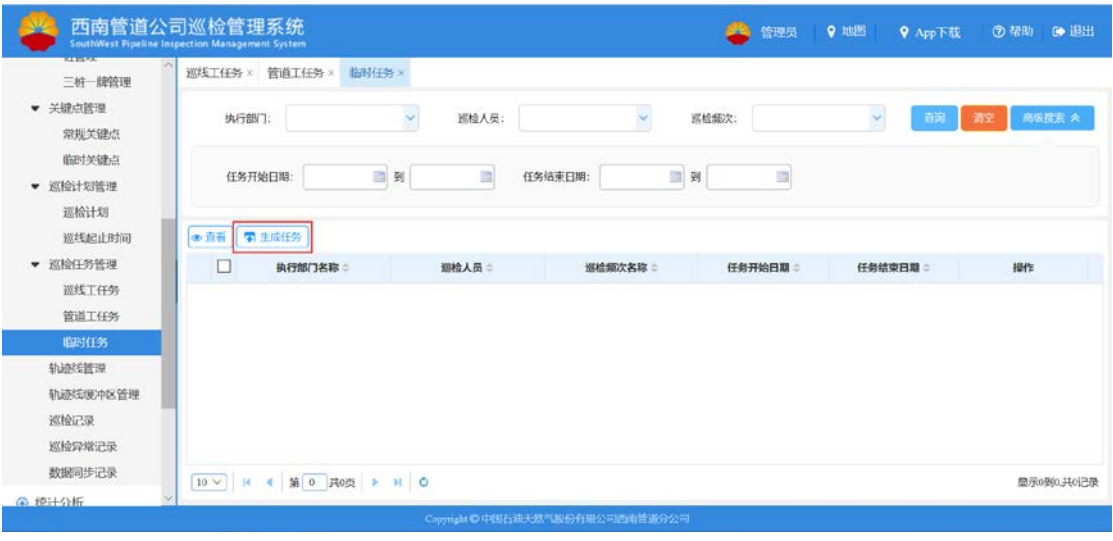 西南管道公司巡检管理系统
SouthWest Pipeline Inspection Management System
管理员 地图 App下载 帮助 退出
桩管理
三桩一牌管理
关键点管理
常规关键点
临时关键点
巡检计划管理
巡检计划
巡线起止时间
巡检任务管理
巡线工任务
管道工任务
临时任务
轨迹线管理
轨迹线缓冲区管理
巡检记录
巡检异常记录
数据同步记录
统计分析
巡线工任务 × 管道工任务 × 临时任务 ×
执行部门: 巡检人员: 巡检频次: 查询 清空 高级搜索
任务开始日期: 到 任务结束日期: 到
查看 生成任务
执行部门名称 巡检人员 巡检频次名称 任务开始日期 任务结束日期 操作
10 第 0 共0页
显示0到0,共0记录
Copyright © 中国石油天然气股份有限公司西南管道分公司